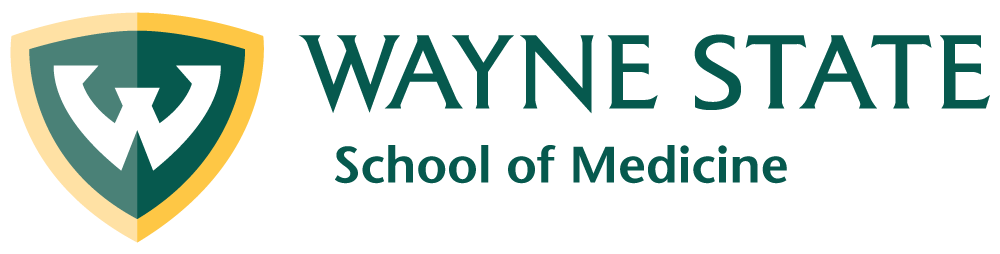 W
WAYNE STATE
School of Medicine